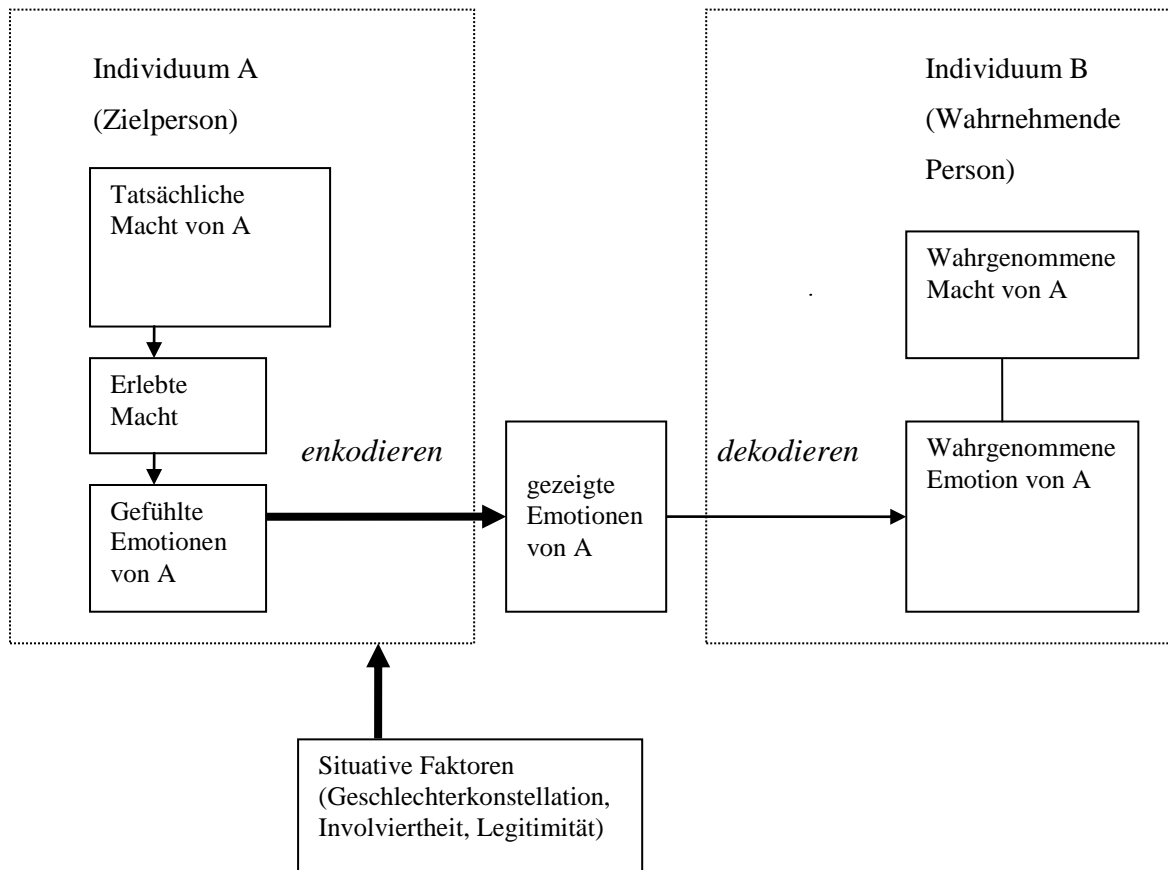 Individuum A
(Zielperson)
Tatsächliche
Macht von A
Erlebte
Macht
Gefühlte
Emotionen
von A
enkodieren
gezeigte
Emotionen
von A
dekodieren
Individuum B
(Wahrnehmende
Person)
Wahrgenommene
Macht von A
Wahrgenommene
Emotion von A
Situative Faktoren
(Geschlechterkonstellation,
Involviertheit, Legitimität)